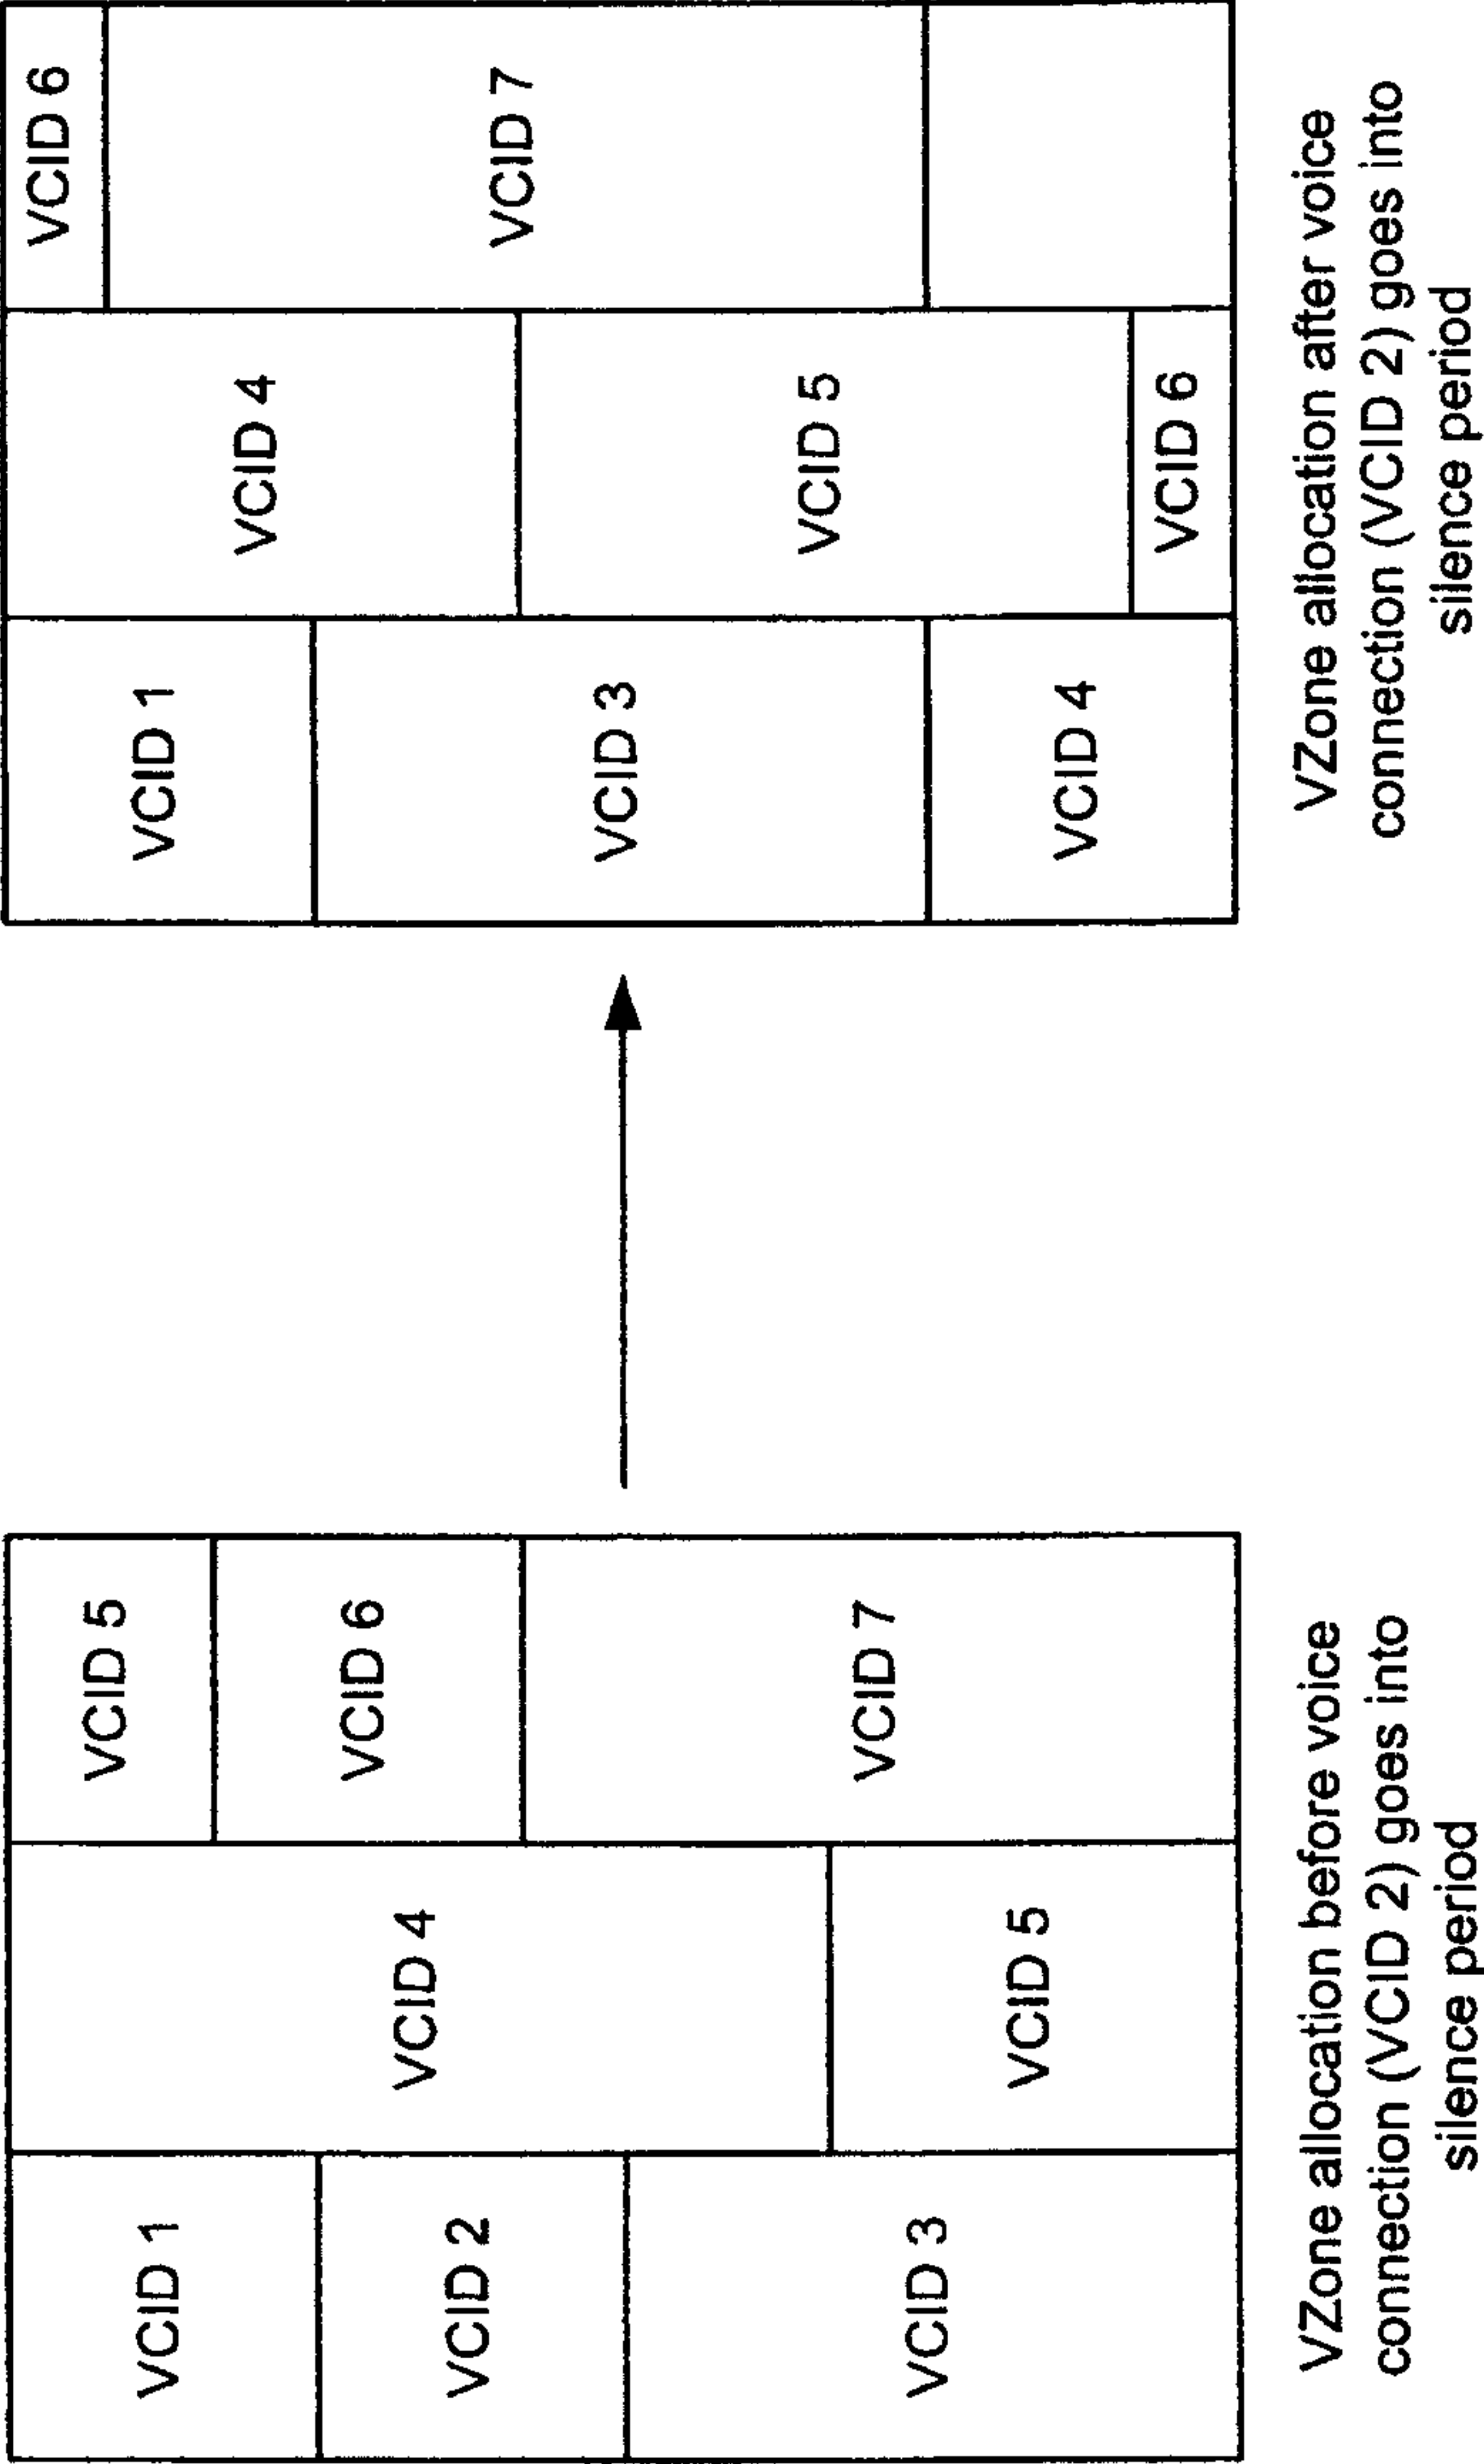 VCID 1
VCID 2
VCID 3
VCID 4
VCID 5
VCID 5
VCID 6
VCID 7
VZone allocation before voice
connection (VCID 2) goes into
silence period
VCID 1
VCID 3
VCID 4
VCID 4
VCID 5
VCID 6
VCID 6
VCID 7
VZone allocation after voice
connection (VCID 2) goes into
silence period